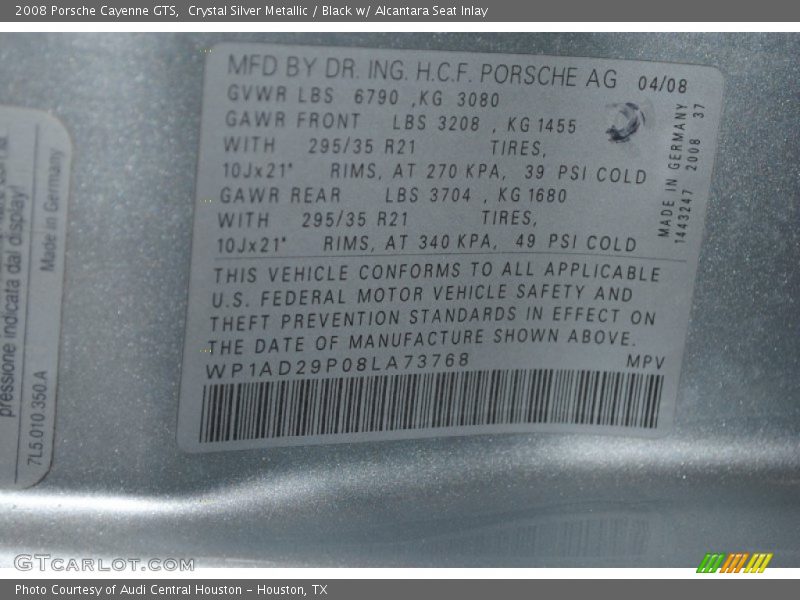 2008 Porsche Cayenne GTS,  Crystal Silver Metallic / Black w/ Alcantara Seat Inlay
MFD BY DR. ING. H.C.F. PORSCHE AG 04/08
GVWR LBS 6790 ,KG 3080
GAWR FRONT LBS 3208 , KG 1455
WITH 295/35 R21 TIRES,
10Jx21" RIMS, AT 270 KPA, 39 PSI COLD
GAWR REAR LBS 3704 , KG 1680
WITH 295/35 R21 TIRES,
10Jx21" RIMS, AT 340 KPA, 49 PSI COLD
THIS VEHICLE CONFORMS TO ALL APPLICABLE
U.S. FEDERAL MOTOR VEHICLE SAFETY AND
THEFT PREVENTION STANDARDS IN EFFECT ON
THE DATE OF MANUFACTURE SHOWN ABOVE.
WP1AD29P08LA73768 MPV
MADE IN GERMANY
1443247 2008 37
pressione indicata dal display!
Made in Germany
7L5.010.350.A
GTCARLOT.COM
Photo Courtesy of Audi Central Houston - Houston, TX